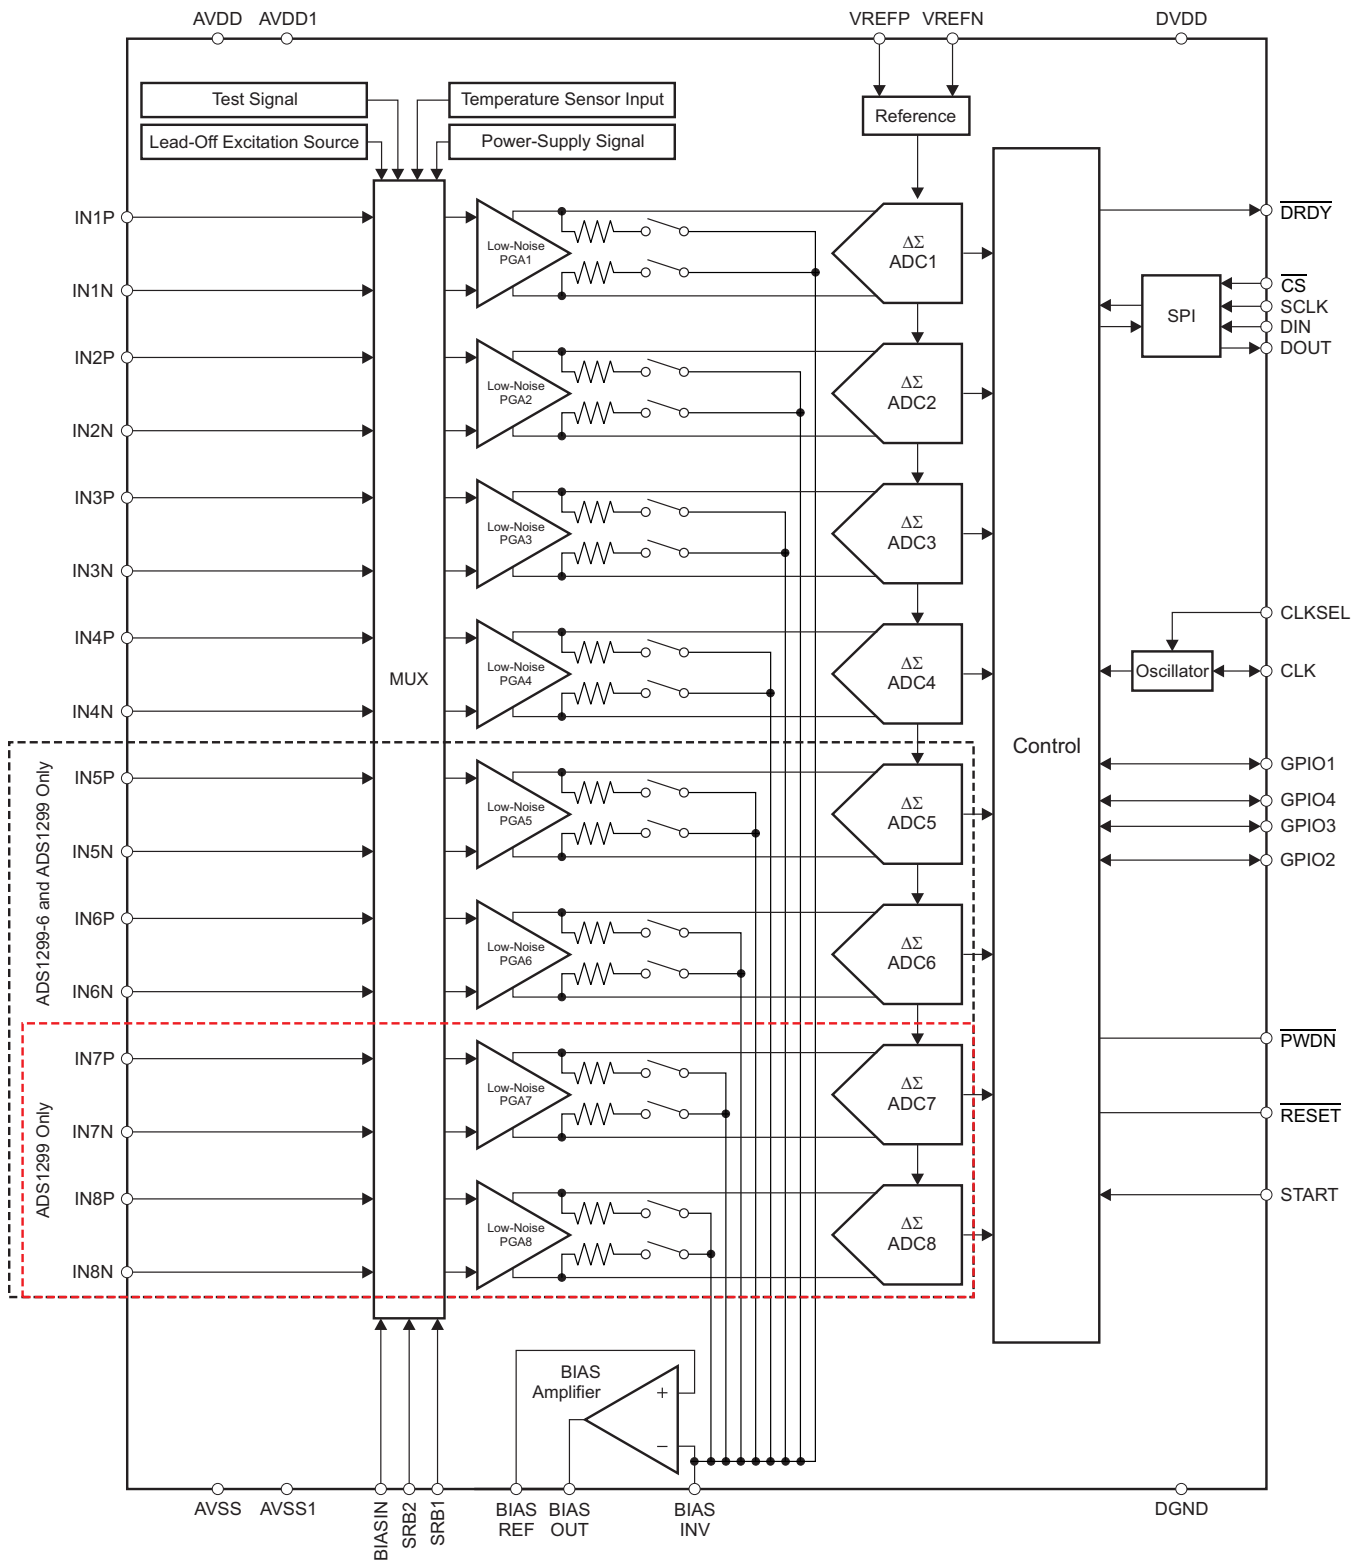 AVDD AVDD1 VREFP VREFN DVDD
Test Signal
Temperature Sensor Input
Lead-Off Excitation Source
Power-Supply Signal
Reference
MUX
Control
IN1P
IN1N
Low-Noise
PGA1
ΔΣ
ADC1
IN2P
IN2N
Low-Noise
PGA2
ΔΣ
ADC2
IN3P
IN3N
Low-Noise
PGA3
ΔΣ
ADC3
IN4P
IN4N
Low-Noise
PGA4
ΔΣ
ADC4
ADS1299-6 and ADS1299 Only
IN5P
IN5N
Low-Noise
PGA5
ΔΣ
ADC5
IN6P
IN6N
Low-Noise
PGA6
ΔΣ
ADC6
ADS1299 Only
IN7P
IN7N
Low-Noise
PGA7
ΔΣ
ADC7
IN8P
IN8N
Low-Noise
PGA8
ΔΣ
ADC8
D̅R̅D̅Y̅
SPI
C̅S̅
SCLK
DIN
DOUT
CLKSEL
Oscillator
CLK
GPIO1
GPIO4
GPIO3
GPIO2
P̅W̅D̅N̅
R̅E̅S̅E̅T̅
START
BIAS
Amplifier
+
−
AVSS AVSS1
BIASIN
SRB2
SRB1
BIAS
REF
BIAS
OUT
BIAS
INV
DGND